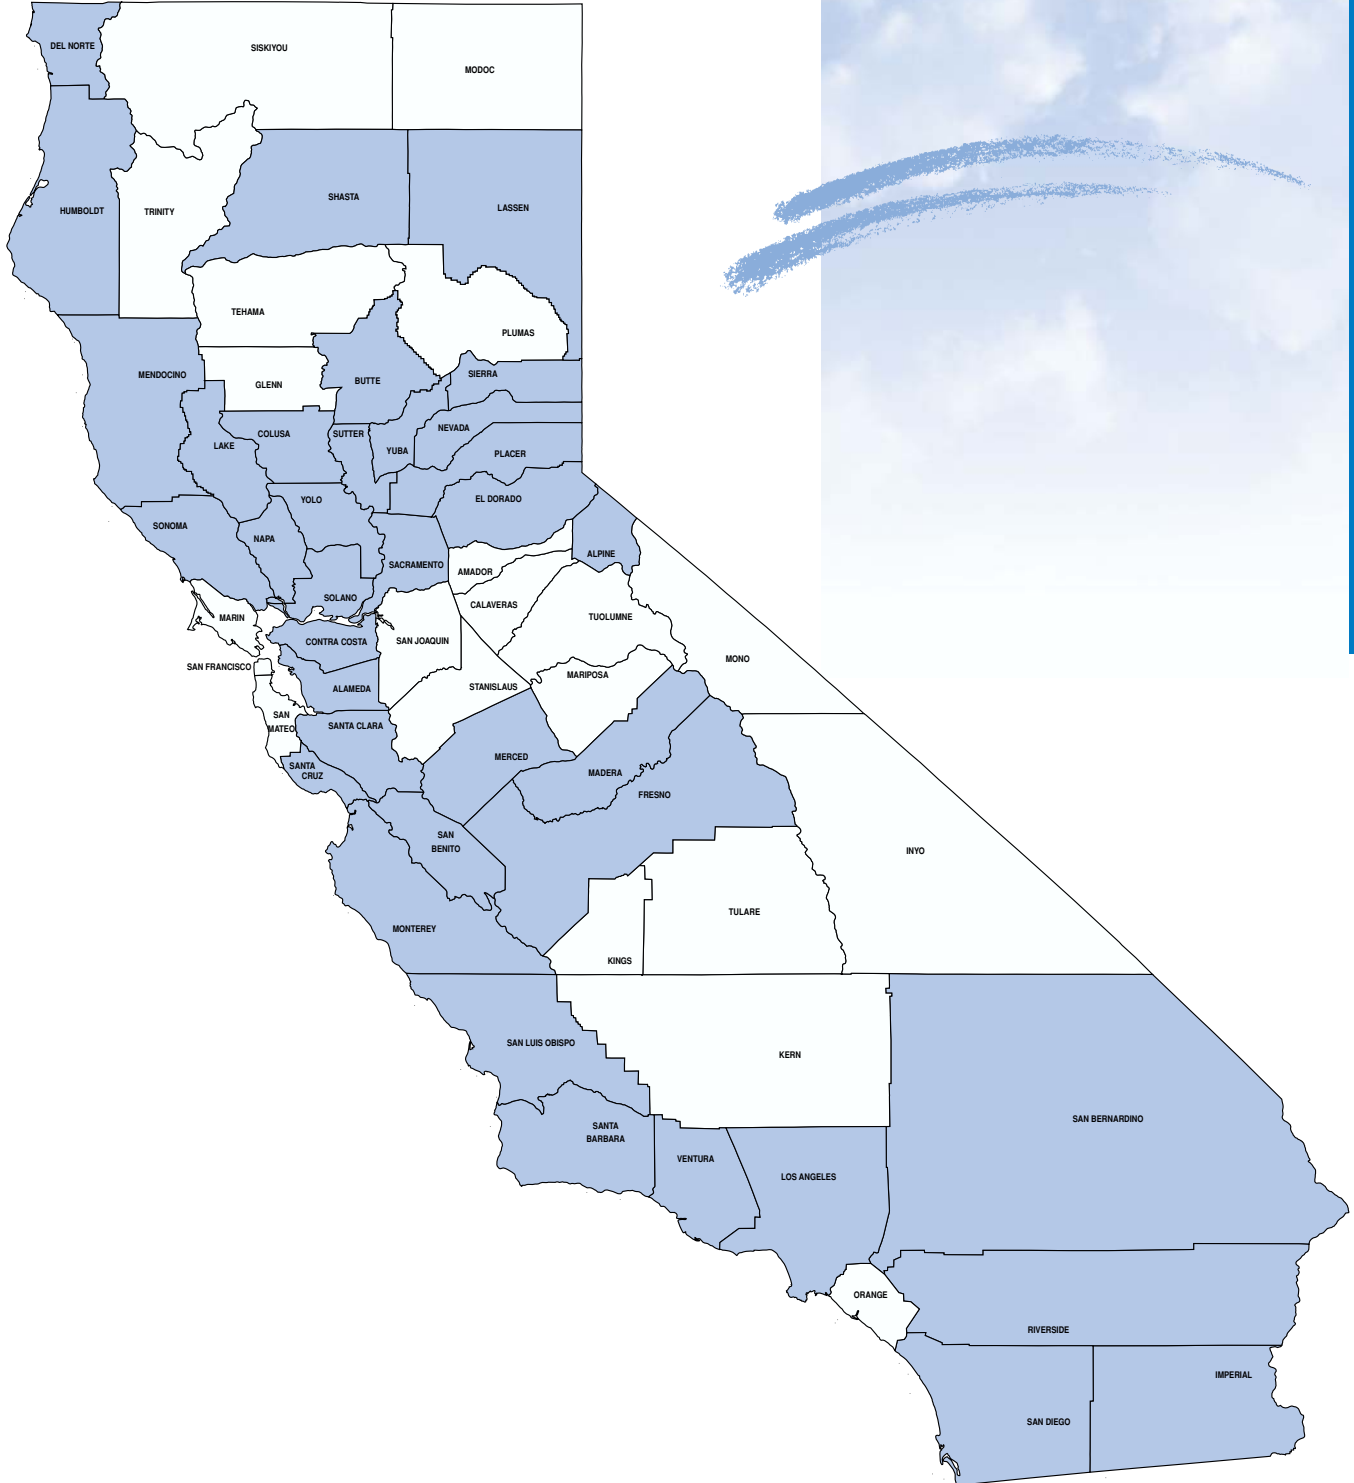 DEL NORTE
SISKIYOU
MODOC
HUMBOLDT
TRINITY
SHASTA
LASSEN
TEHAMA
PLUMAS
MENDOCINO
GLENN
BUTTE
SIERRA
LAKE
COLUSA
SUTTER
YUBA
NEVADA
PLACER
YOLO
EL DORADO
SONOMA
NAPA
SACRAMENTO
ALPINE
AMADOR
SOLANO
CALAVERAS
MARIN
TUOLUMNE
CONTRA COSTA
SAN JOAQUIN
SAN FRANCISCO
MONO
ALAMEDA
STANISLAUS
MARIPOSA
SAN
MATEO
SANTA CLARA
MERCED
SANTA
CRUZ
MADERA
FRESNO
SAN
BENITO
INYO
TULARE
MONTEREY
KINGS
SAN LUIS OBISPO
KERN
SANTA
BARBARA
SAN BERNARDINO
VENTURA
LOS ANGELES
ORANGE
RIVERSIDE
IMPERIAL
SAN DIEGO